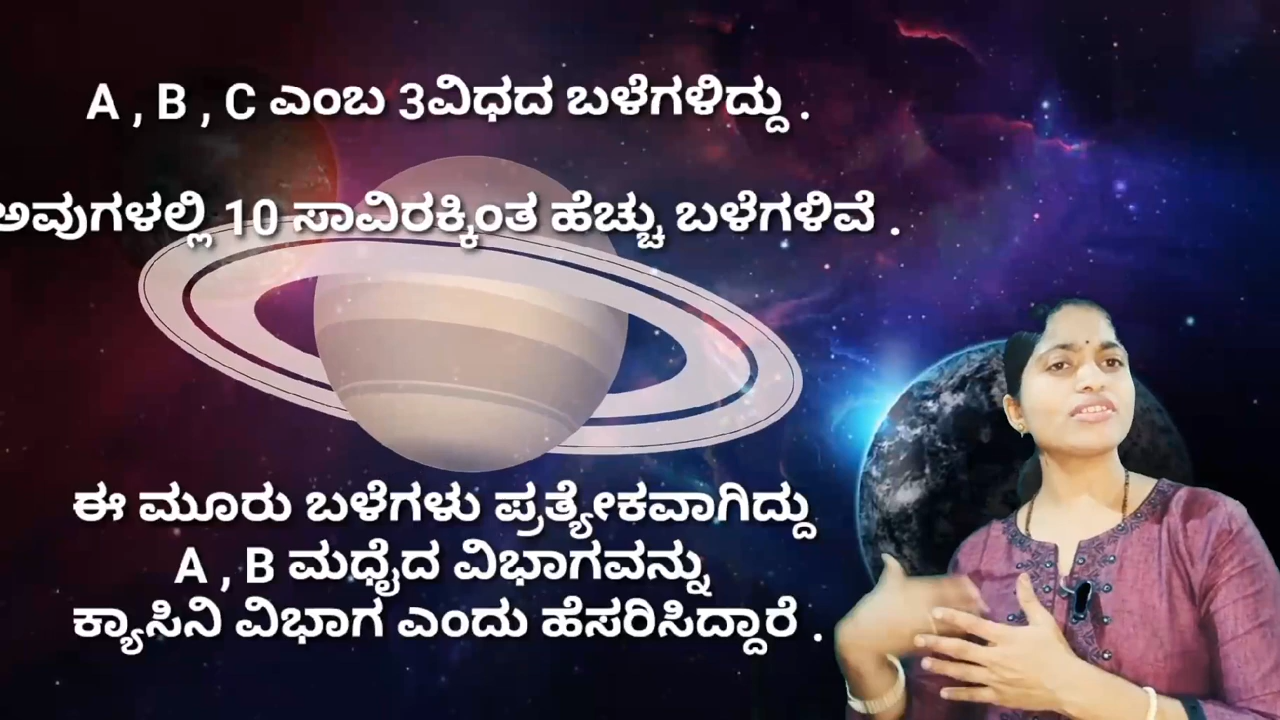 A , B , C ಎಂಬ 3ವಿಧದ ಬಳೆಗಳಿದ್ದು .
ಅವುಗಳಲ್ಲಿ 10 ಸಾವಿರಕ್ಕಿಂತ ಹೆಚ್ಚು ಬಳೆಗಳಿವೆ .
ಈ ಮೂರು ಬಳೆಗಳು ಪ್ರತ್ಯೇಕವಾಗಿದ್ದು
A , B ಮಧ್ಯೆದ ವಿಭಾಗವನ್ನು
ಕ್ಯಾಸಿನಿ ವಿಭಾಗ ಎಂದು ಹೆಸರಿಸಿದ್ದಾರೆ .